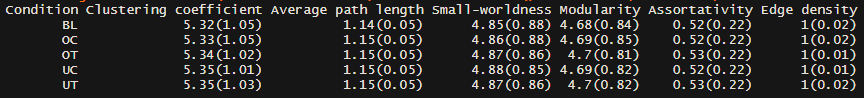 Condition Clustering coefficient Average path length Small-worldness Modularity Assortativity Edge density
BL 5.32(1.05) 1.14(0.05) 4.85(0.88) 4.68(0.84) 0.52(0.22) 1(0.02)
OC 5.33(1.05) 1.15(0.05) 4.86(0.88) 4.69(0.85) 0.52(0.22) 1(0.02)
OT 5.34(1.02) 1.15(0.05) 4.87(0.86) 4.7(0.81) 0.53(0.22) 1(0.01)
UC 5.35(1.01) 1.15(0.05) 4.88(0.85) 4.69(0.82) 0.52(0.22) 1(0.01)
UT 5.35(1.03) 1.15(0.05) 4.87(0.86) 4.7(0.82) 0.53(0.22) 1(0.02)